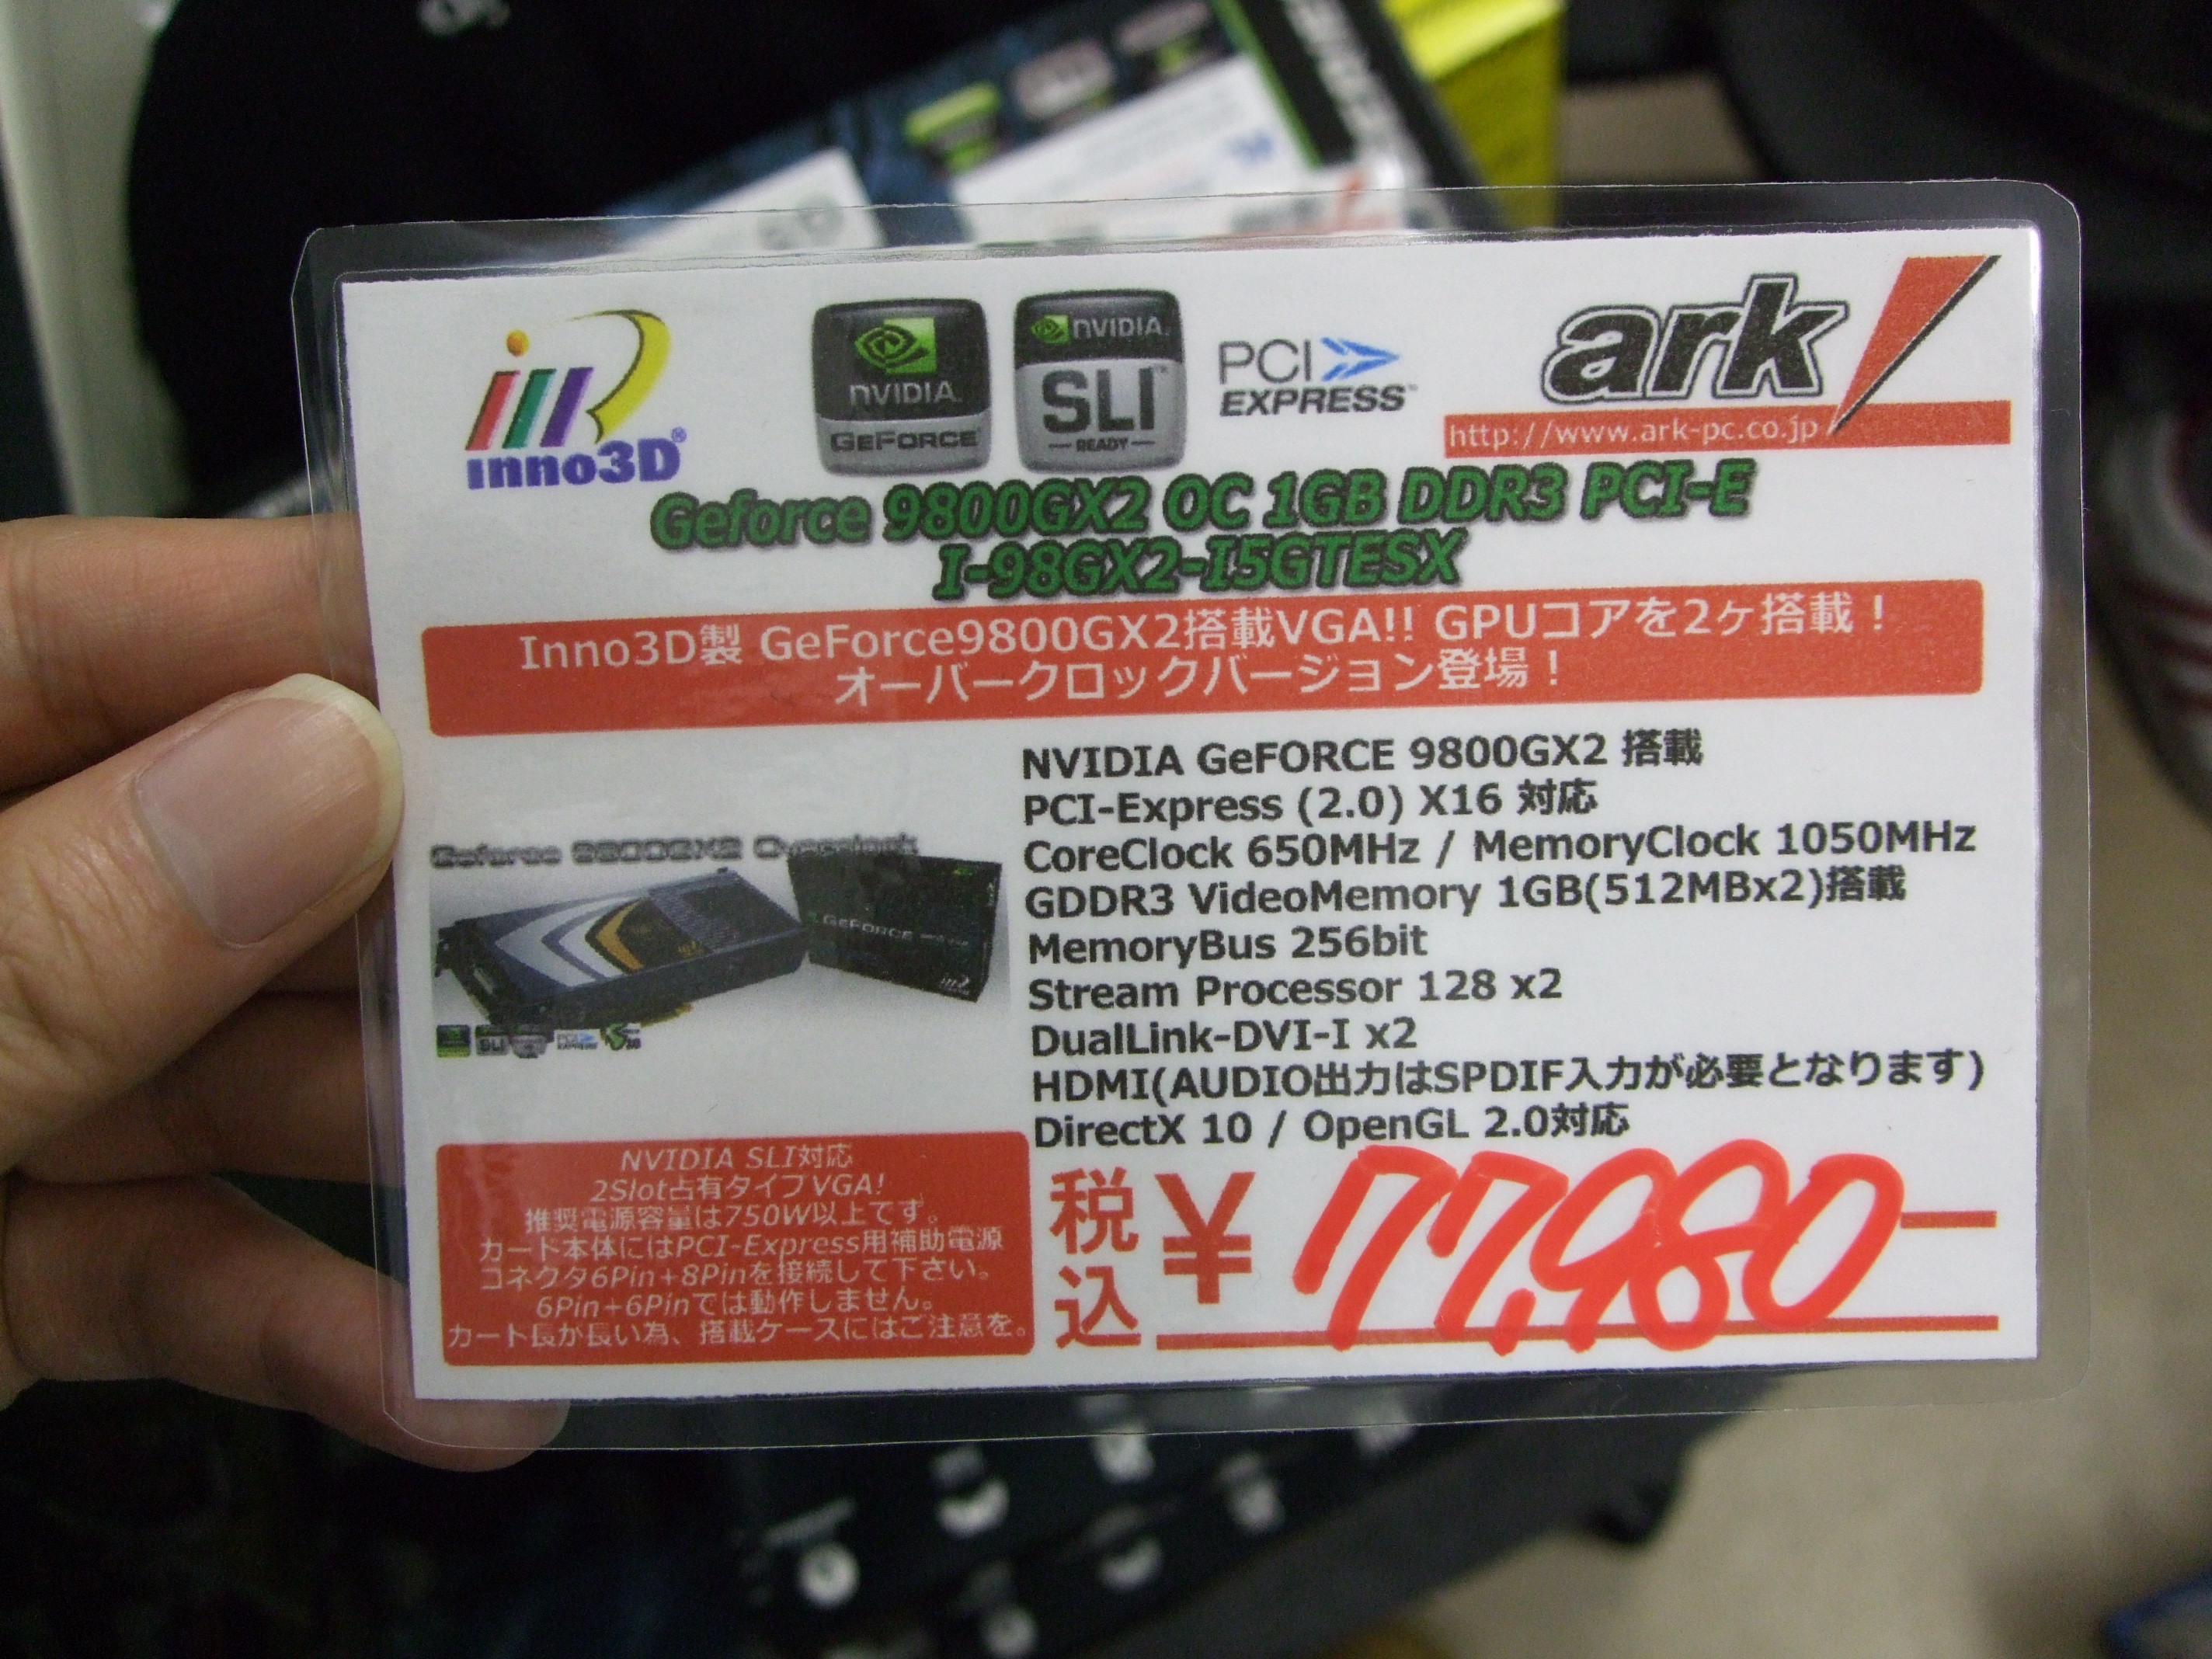 inno3D
NVIDIA
GEFORCE
NVIDIA
SLI
READY
PCI
EXPRESS
ark
http://www.ark-pc.co.jp
Geforce 9800GX2 OC 1GB DDR3 PCI-E
I-98GX2-I5GTESX
Inno3D製 GeForce9800GX2搭載VGA!! GPUコアを2ヶ搭載！
オーバークロックバージョン登場！
NVIDIA GeFORCE 9800GX2 搭載
PCI-Express (2.0) X16 対応
CoreClock 650MHz / MemoryClock 1050MHz
GDDR3 VideoMemory 1GB(512MBx2)搭載
MemoryBus 256bit
Stream Processor 128 x2
DualLink-DVI-I x2
HDMI(AUDIO出力はSPDIF入力が必要となります)
DirectX 10 / OpenGL 2.0対応
Geforce 9800GX2 Overclock
GEFORCE
SLI
NVIDIA SLI対応
2Slot占有タイプVGA!
推奨電源容量は750W以上です。
カード本体にはPCI-Express用補助電源
コネクタ6Pin+8Pinを接続して下さい。
6Pin+6Pinでは動作しません。
カード長が長い為、搭載ケースにはご注意を。
税込 ¥77,980-